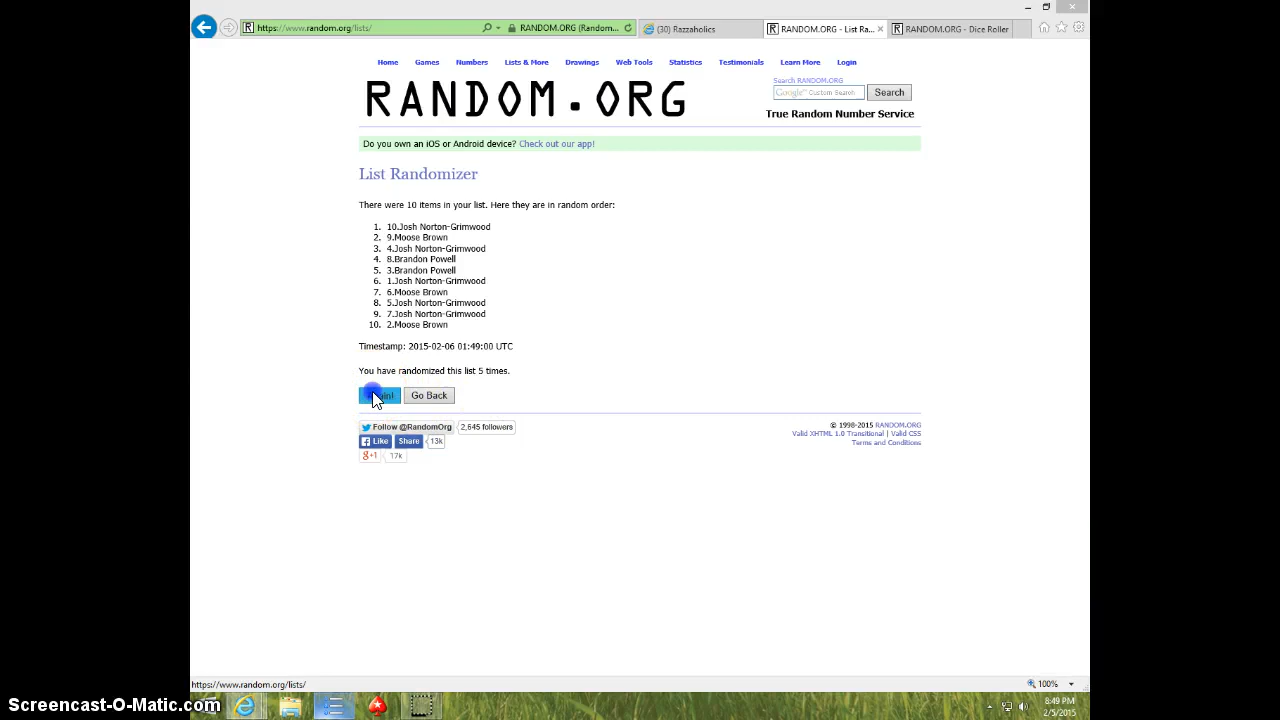 https://www.random.org/lists/
RANDOM.ORG (Random...
(30) Razzaholics
RANDOM.ORG - List Ra...
RANDOM.ORG - Dice Roller
Home Games Numbers Lists & More Drawings Web Tools Statistics Testimonials Learn More Login
RANDOM.ORG
Search RANDOM.ORG
Google™ Custom Search
Search
True Random Number Service
Do you own an iOS or Android device? Check out our app!
List Randomizer
There were 10 items in your list. Here they are in random order:
1. 10.Josh Norton-Grimwood
2. 9.Moose Brown
3. 4.Josh Norton-Grimwood
4. 8.Brandon Powell
5. 3.Brandon Powell
6. 1.Josh Norton-Grimwood
7. 6.Moose Brown
8. 5.Josh Norton-Grimwood
9. 7.Josh Norton-Grimwood
10. 2.Moose Brown
Timestamp: 2015-02-06 01:49:00 UTC
You have randomized this list 5 times.
Go Back
Follow @RandomOrg 2,645 followers
Like Share 13k
g+1 17k
© 1998-2015 RANDOM.ORG
Valid XHTML 1.0 Transitional | Valid CSS
Terms and Conditions
https://www.random.org/lists/
100%
8:49 PM
2/5/2015
Screencast-O-Matic.com